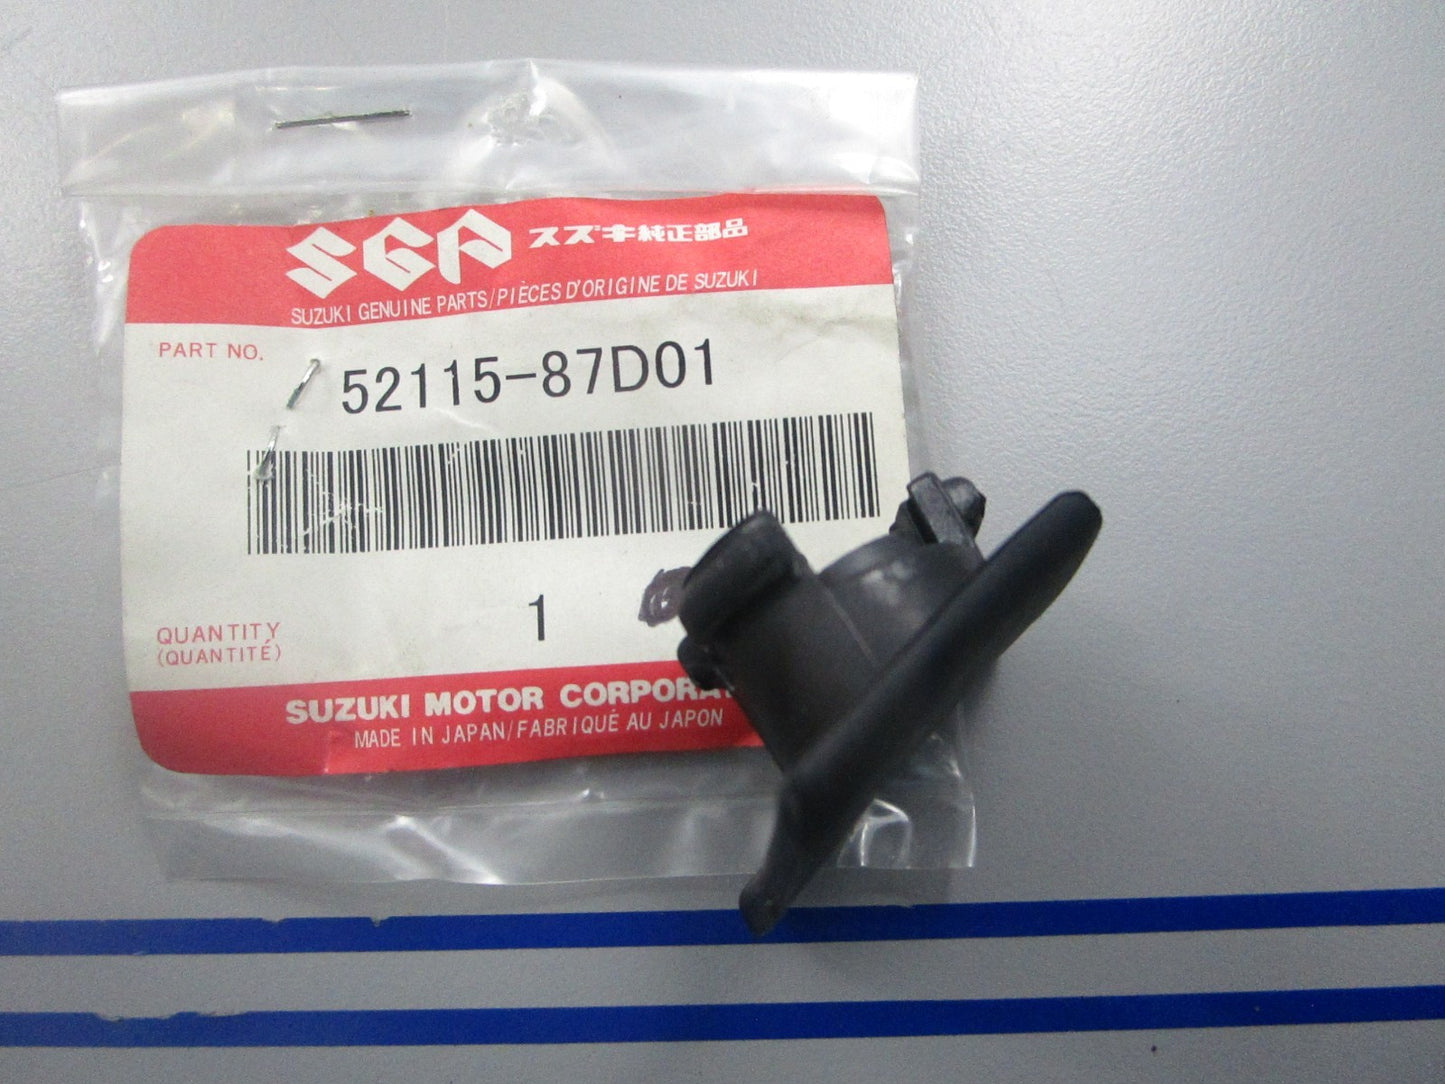 SGP スズキ純正部品
SUZUKI GENUINE PARTS/PIÈCES D'ORIGINE DE SUZUKI
PART NO.
52115-87D01
1
QUANTITY
(QUANTITÉ)
SUZUKI MOTOR
MADE IN JAPAN/FABRIQUÉ AU JAPON